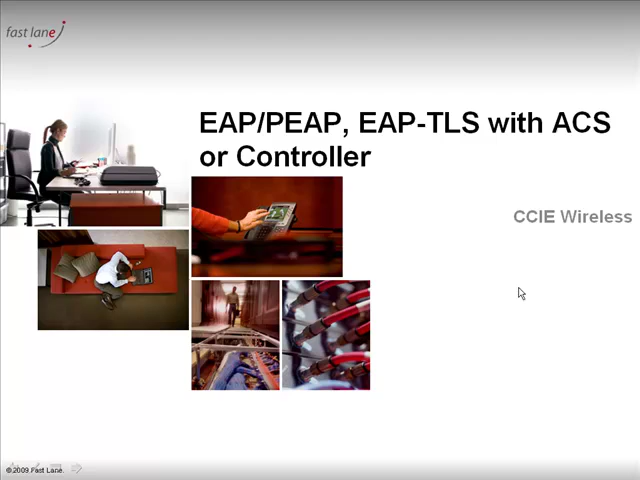 fast lane
EAP/PEAP, EAP-TLS with ACS
or Controller
CCIE Wireless
© 2009 Fast Lane.